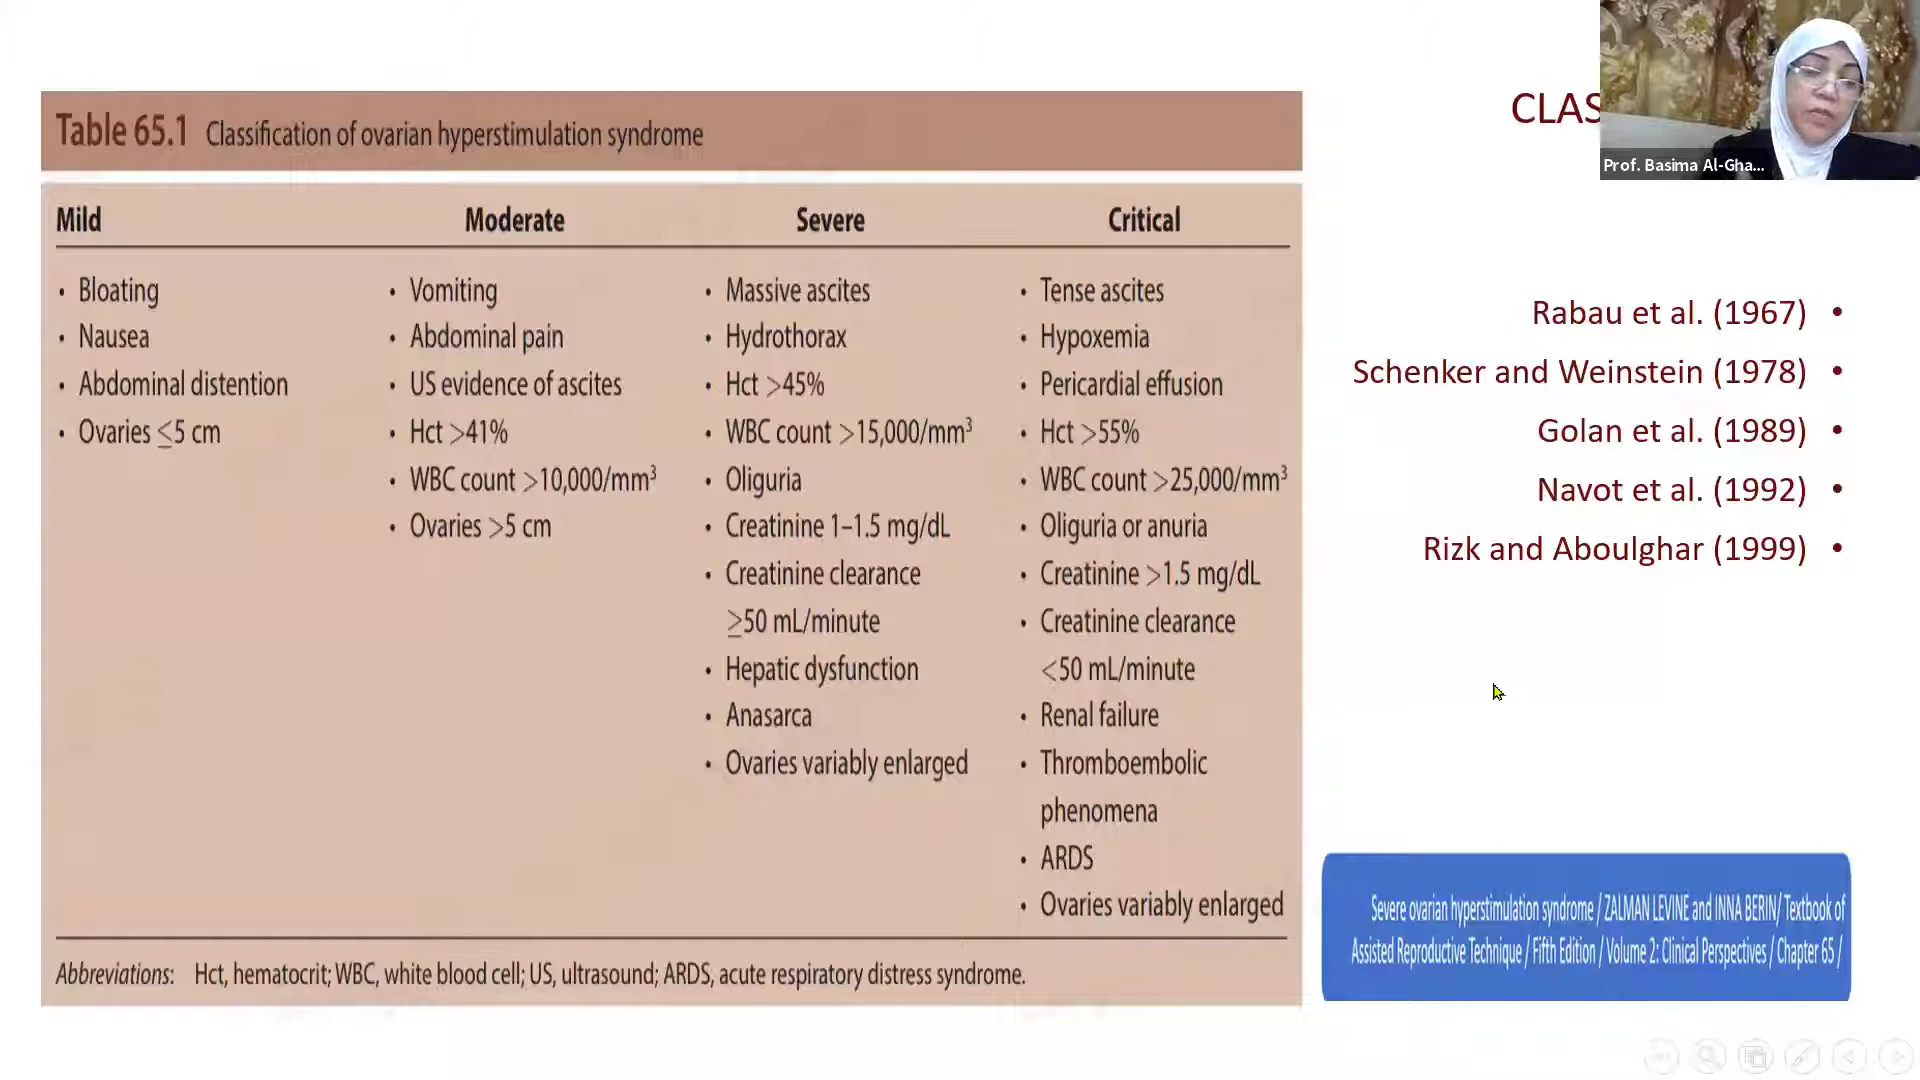 Table 65.1 Classification of ovarian hyperstimulation syndrome
Mild
• Bloating
• Nausea
• Abdominal distention
• Ovaries ≤5 cm
Moderate
• Vomiting
• Abdominal pain
• US evidence of ascites
• Hct >41%
• WBC count >10,000/mm³
• Ovaries >5 cm
Severe
• Massive ascites
• Hydrothorax
• Hct >45%
• WBC count >15,000/mm³
• Oliguria
• Creatinine 1–1.5 mg/dL
• Creatinine clearance
≥50 mL/minute
• Hepatic dysfunction
• Anasarca
• Ovaries variably enlarged
Critical
• Tense ascites
• Hypoxemia
• Pericardial effusion
• Hct >55%
• WBC count >25,000/mm³
• Oliguria or anuria
• Creatinine >1.5 mg/dL
• Creatinine clearance
<50 mL/minute
• Renal failure
• Thromboembolic
phenomena
• ARDS
• Ovaries variably enlarged
Abbreviations: Hct, hematocrit; WBC, white blood cell; US, ultrasound; ARDS, acute respiratory distress syndrome.
CLAS
Prof. Basima Al-Gha...
Rabau et al. (1967) •
Schenker and Weinstein (1978) •
Golan et al. (1989) •
Navot et al. (1992) •
Rizk and Aboulghar (1999) •
Severe ovarian hyperstimulation syndrome / ZALMAN LEVINE and INNA BERIN/ Textbook of
Assisted Reproductive Technique / Fifth Edition / Volume 2: Clinical Perspectives / Chapter 65 /